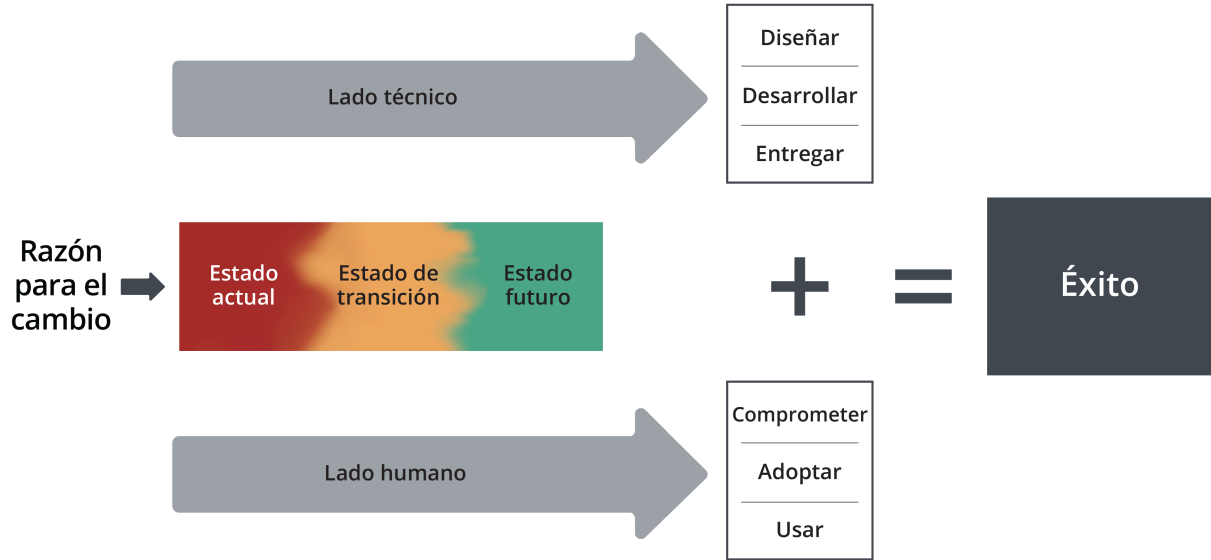 Lado técnico
Diseñar
Desarrollar
Entregar
Razón
para el
cambio
Estado
actual
Estado de
transición
Estado
futuro
+
=
Éxito
Lado humano
Comprometer
Adoptar
Usar